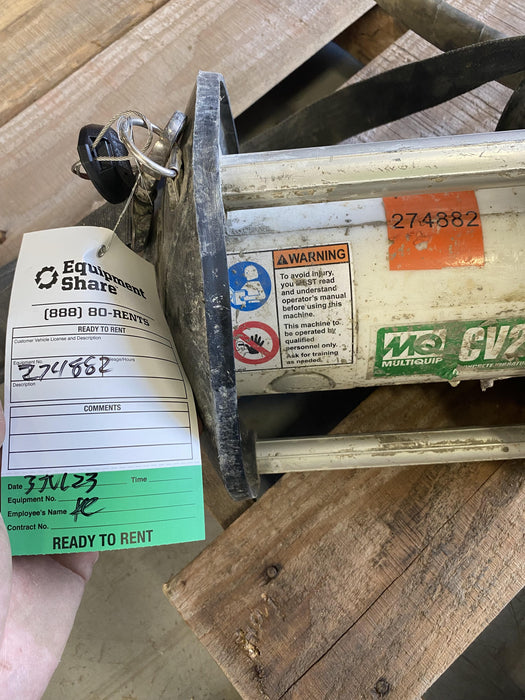 Equipment
Share
(888) 80-RENTS
READY TO RENT
Customer Vehicle License and Description
Equipment No.
274882
Description
COMMENTS
Date
Time
Equipment No.
Employee's Name
Contract No.
READY TO RENT
WARNING
To avoid injury,
you MUST read
and understand
operator's manual
before using this
machine.
This machine to
be operated by
qualified
personnel only.
Ask for training
as needed.
274882
MQ
MULTIQUIP
CV2